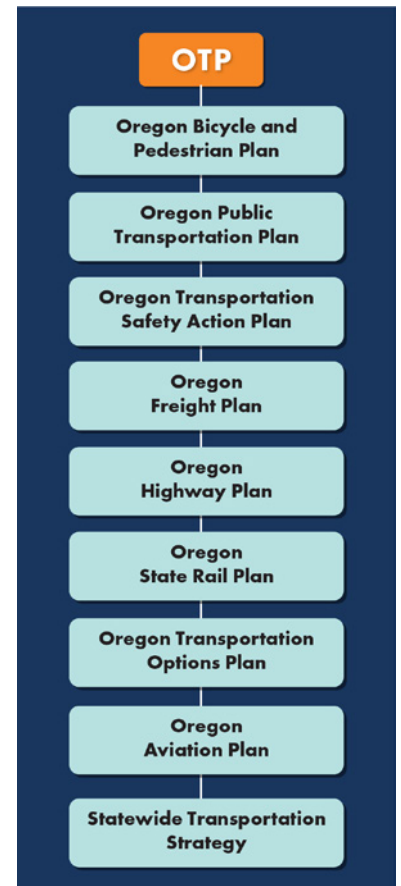 OTP
Oregon Bicycle and
Pedestrian Plan
Oregon Public
Transportation Plan
Oregon Transportation
Safety Action Plan
Oregon
Freight Plan
Oregon
Highway Plan
Oregon
State Rail Plan
Oregon Transportation
Options Plan
Oregon
Aviation Plan
Statewide Transportation
Strategy